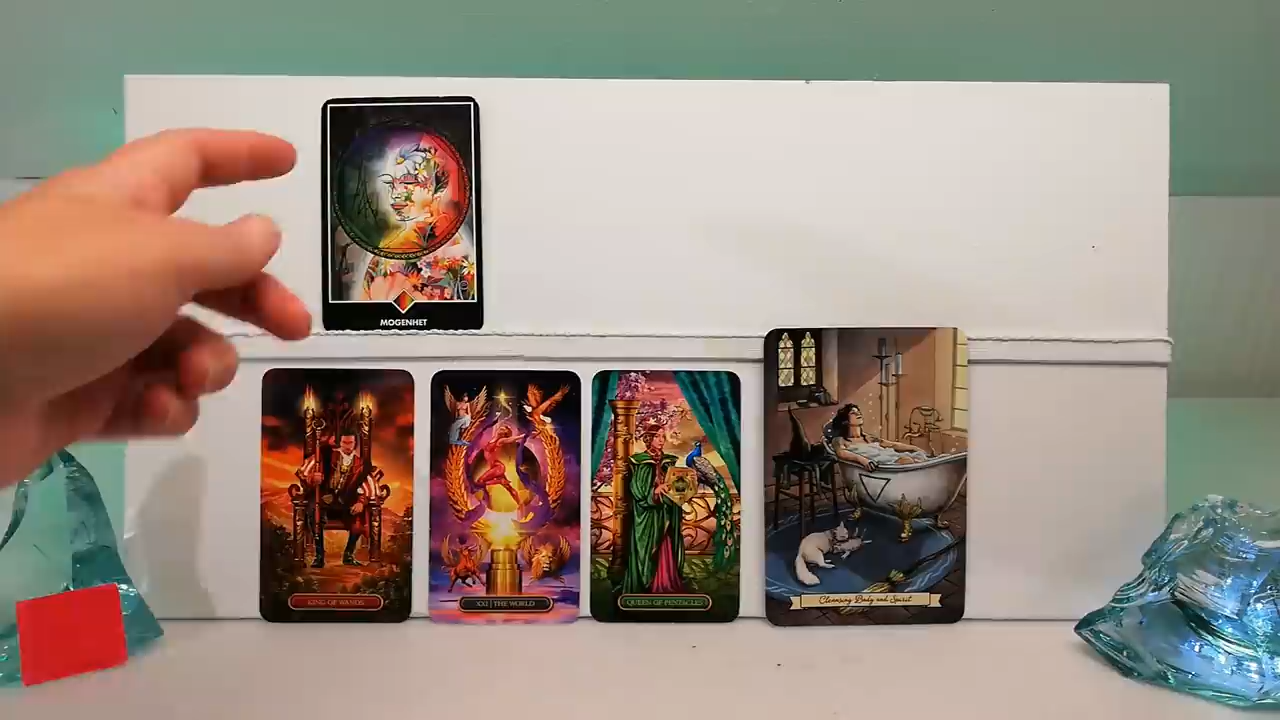 MOGENHET
KING OF WANDS
XXI | THE WORLD
QUEEN OF PENTACLES
Cleansing Body and Spirit